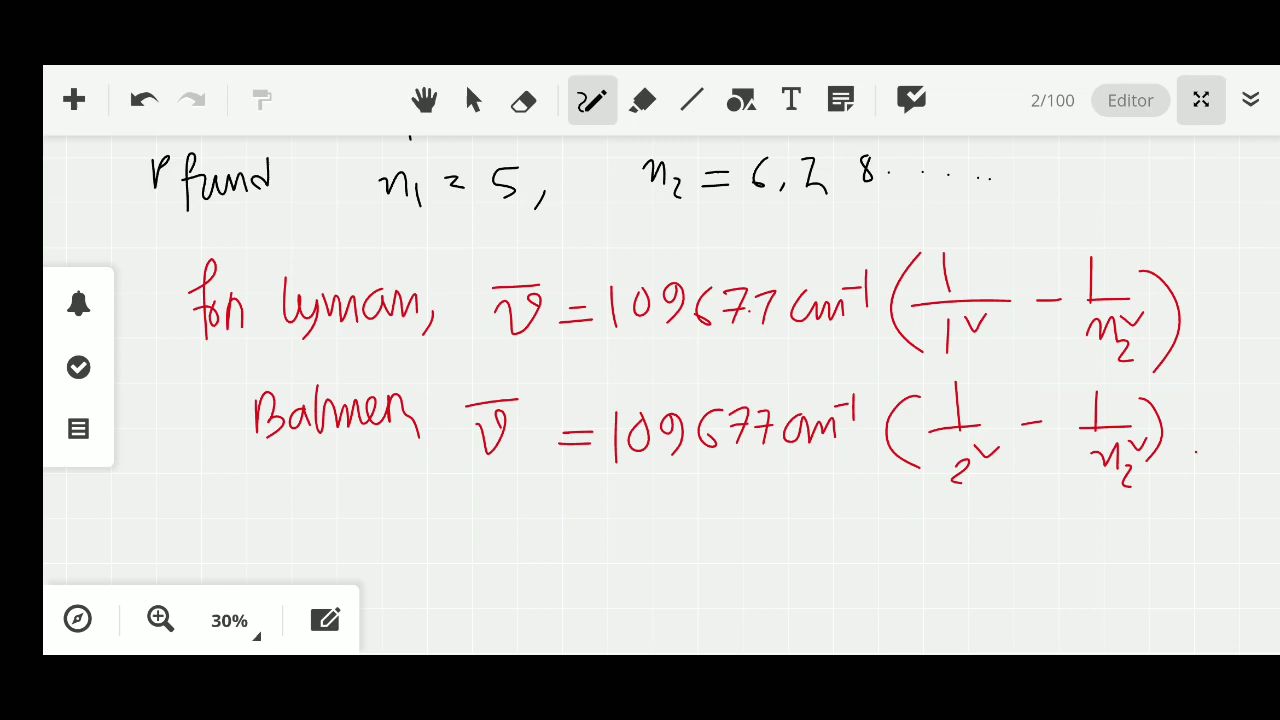 2/100 Editor
Pfund n₁ = 5, n₂ = 6, 7 8 . . . . .
for lyman, ν̅ = 109677 cm⁻¹ (1/1² − 1/n₂²)
Balmer ν̅ = 109677 cm⁻¹ (1/2² − 1/n₂²) .
30%